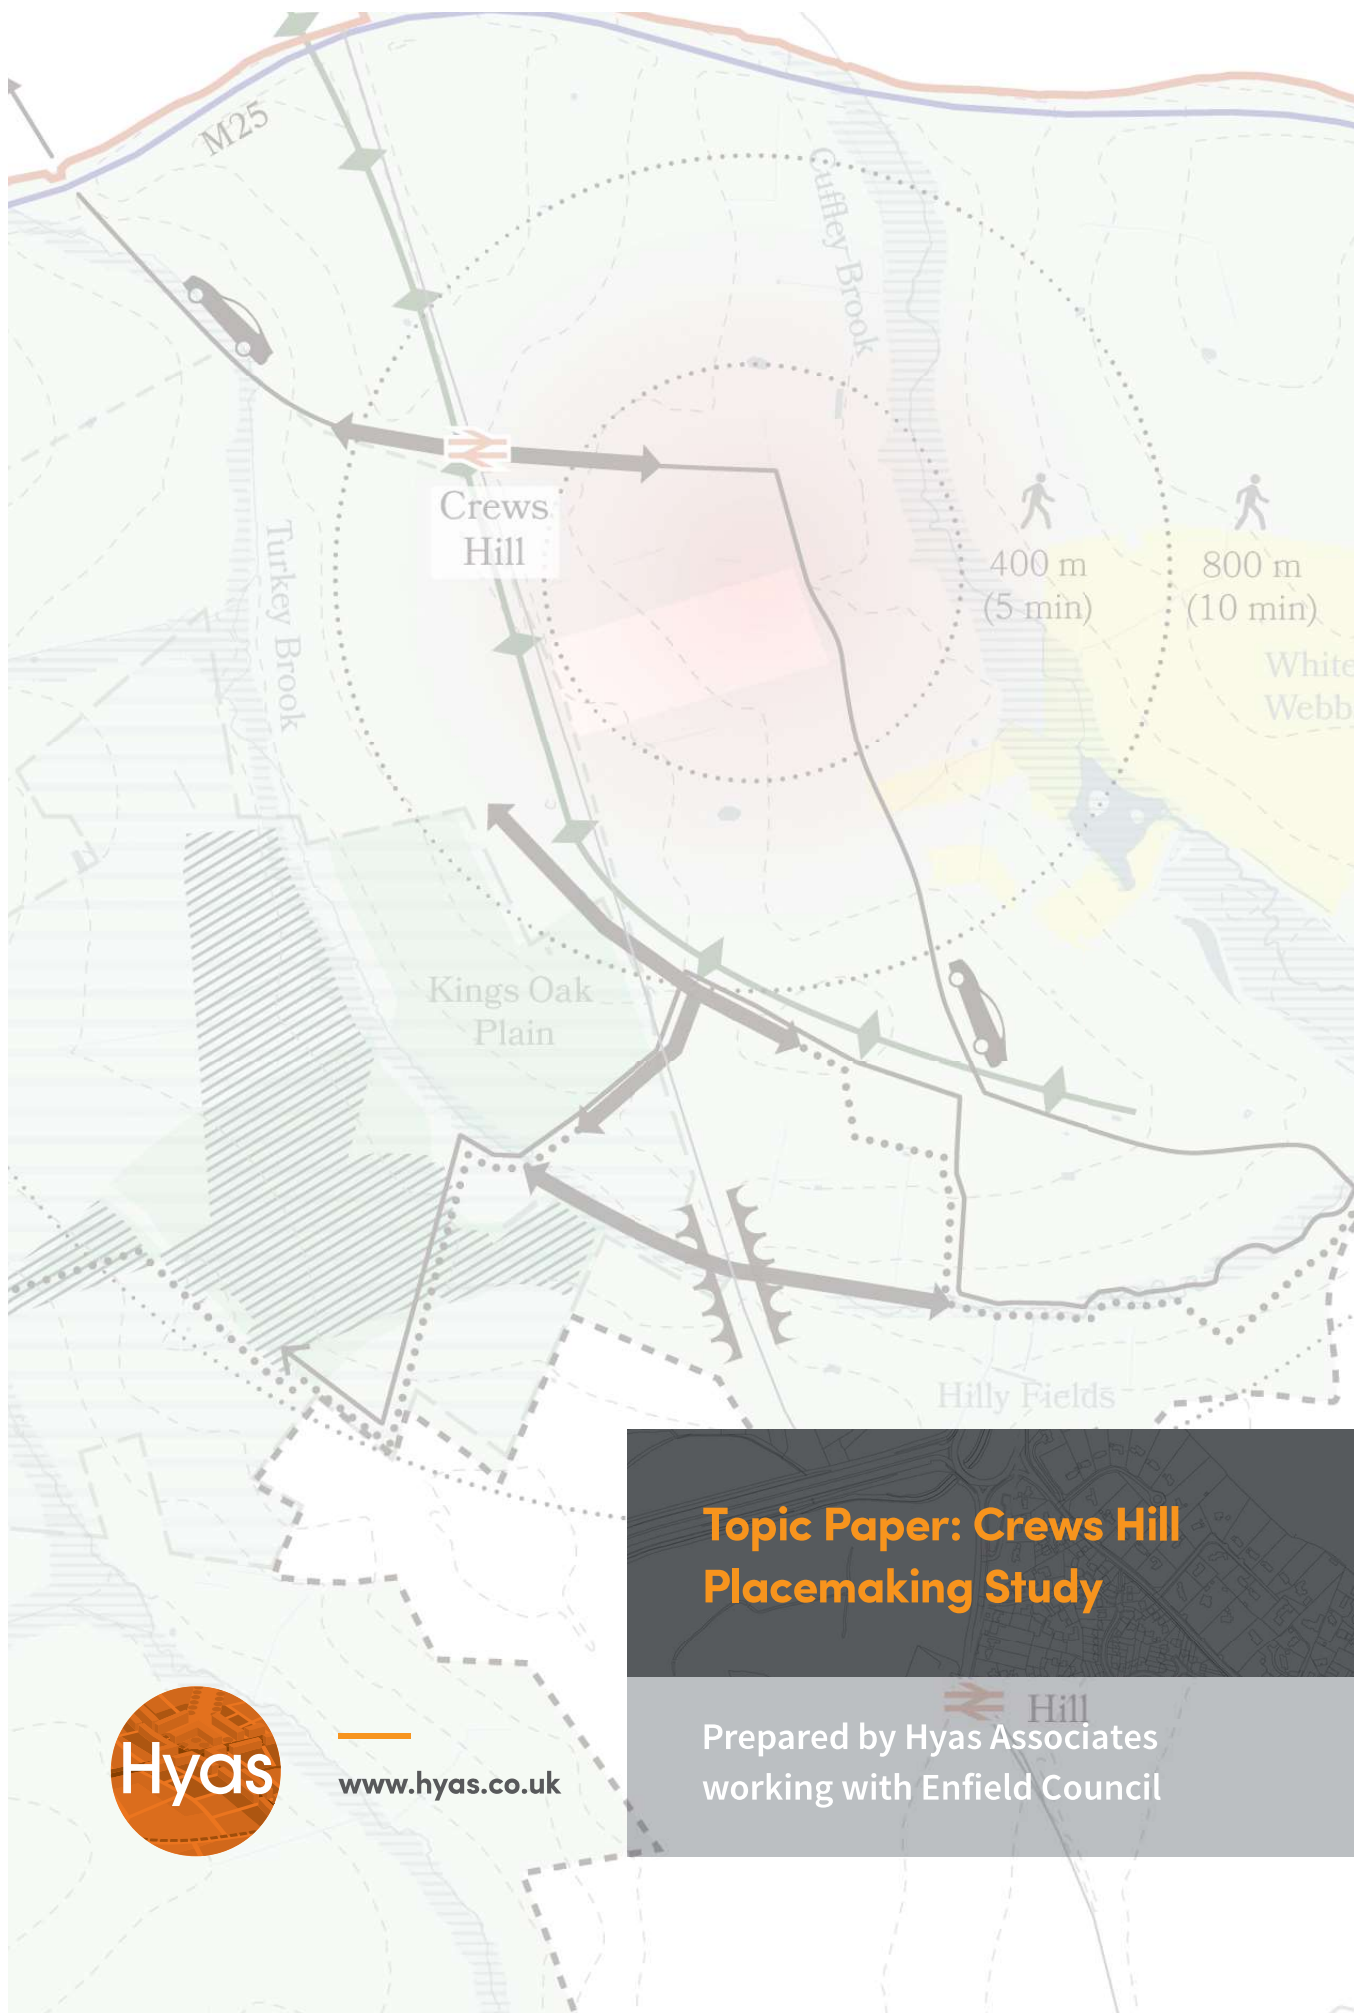 M25
Cuffley Brook
Crews
Hill
Turkey Brook
400 m
(5 min)
800 m
(10 min)
White
Webb
Kings Oak
Plain
Hilly Fields
Topic Paper: Crews Hill
Placemaking Study
Hill
Prepared by Hyas Associates
working with Enfield Council
Hyas
www.hyas.co.uk